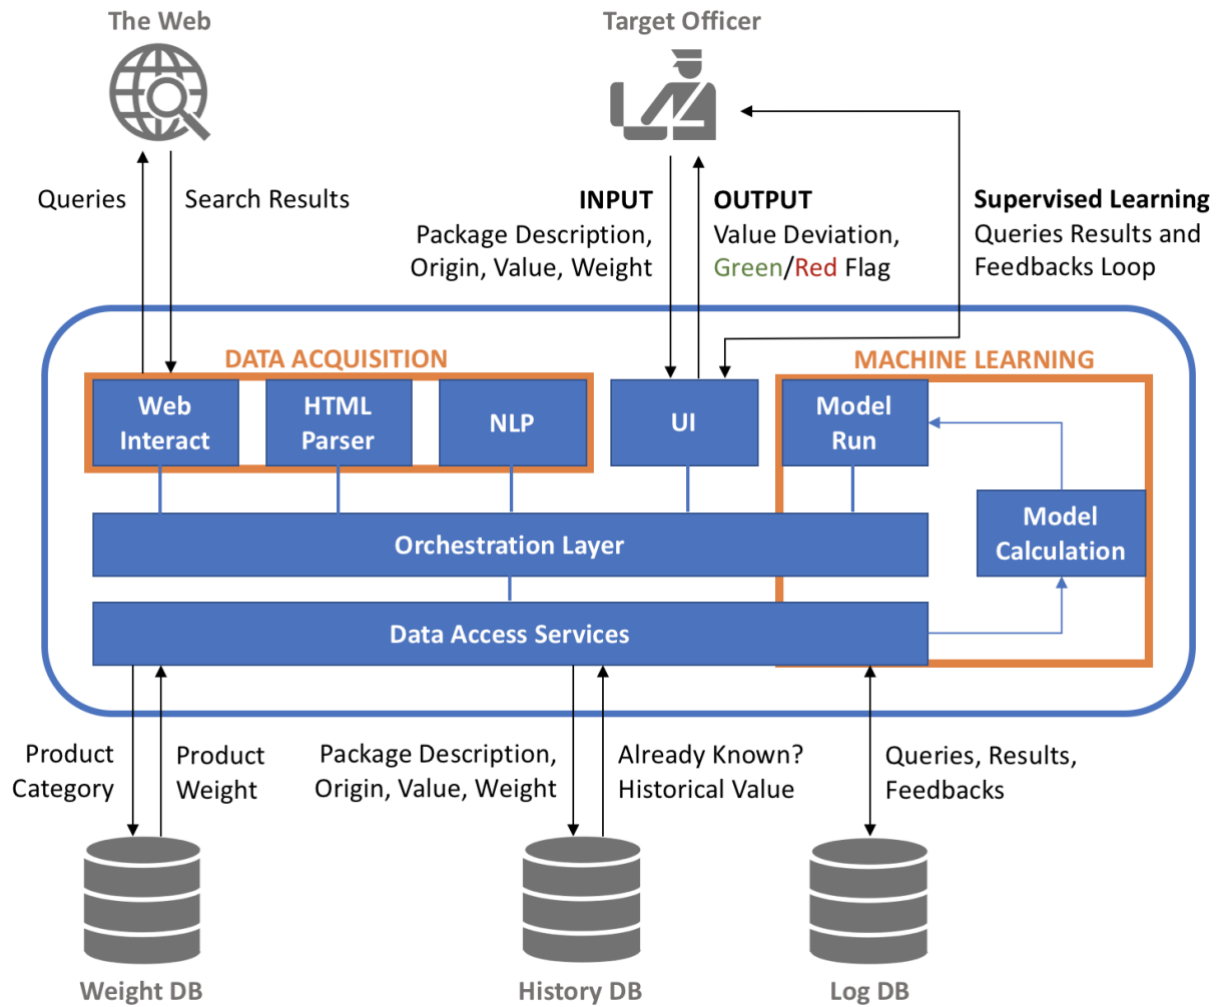 The Web
Target Officer
Queries
Search Results
INPUT
Package Description,
Origin, Value, Weight
OUTPUT
Value Deviation,
Green/Red Flag
Supervised Learning
Queries Results and
Feedbacks Loop
DATA ACQUISITION
MACHINE LEARNING
Web
Interact
HTML
Parser
NLP
UI
Model
Run
Model
Calculation
Orchestration Layer
Data Access Services
Product
Category
Product
Weight
Package Description,
Origin, Value, Weight
Already Known?
Historical Value
Queries, Results,
Feedbacks
Weight DB
History DB
Log DB